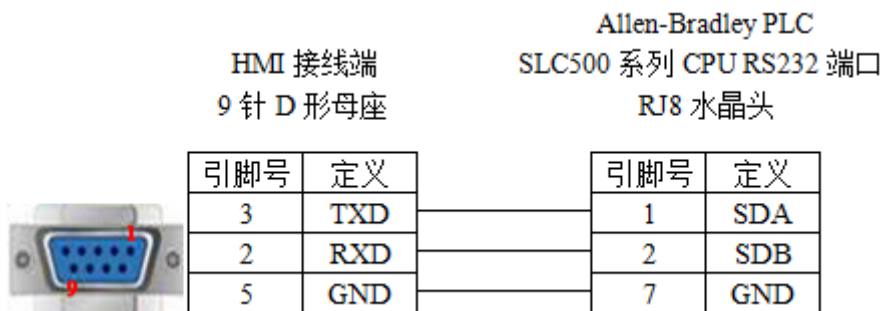 Allen-Bradley PLC
HMI 接线端 SLC500 系列 CPU RS232 端口
9 针 D 形母座 RJ8 水晶头
引脚号 定义 引脚号 定义
3 TXD 1 SDA
2 RXD 2 SDB
5 GND 7 GND
1
9